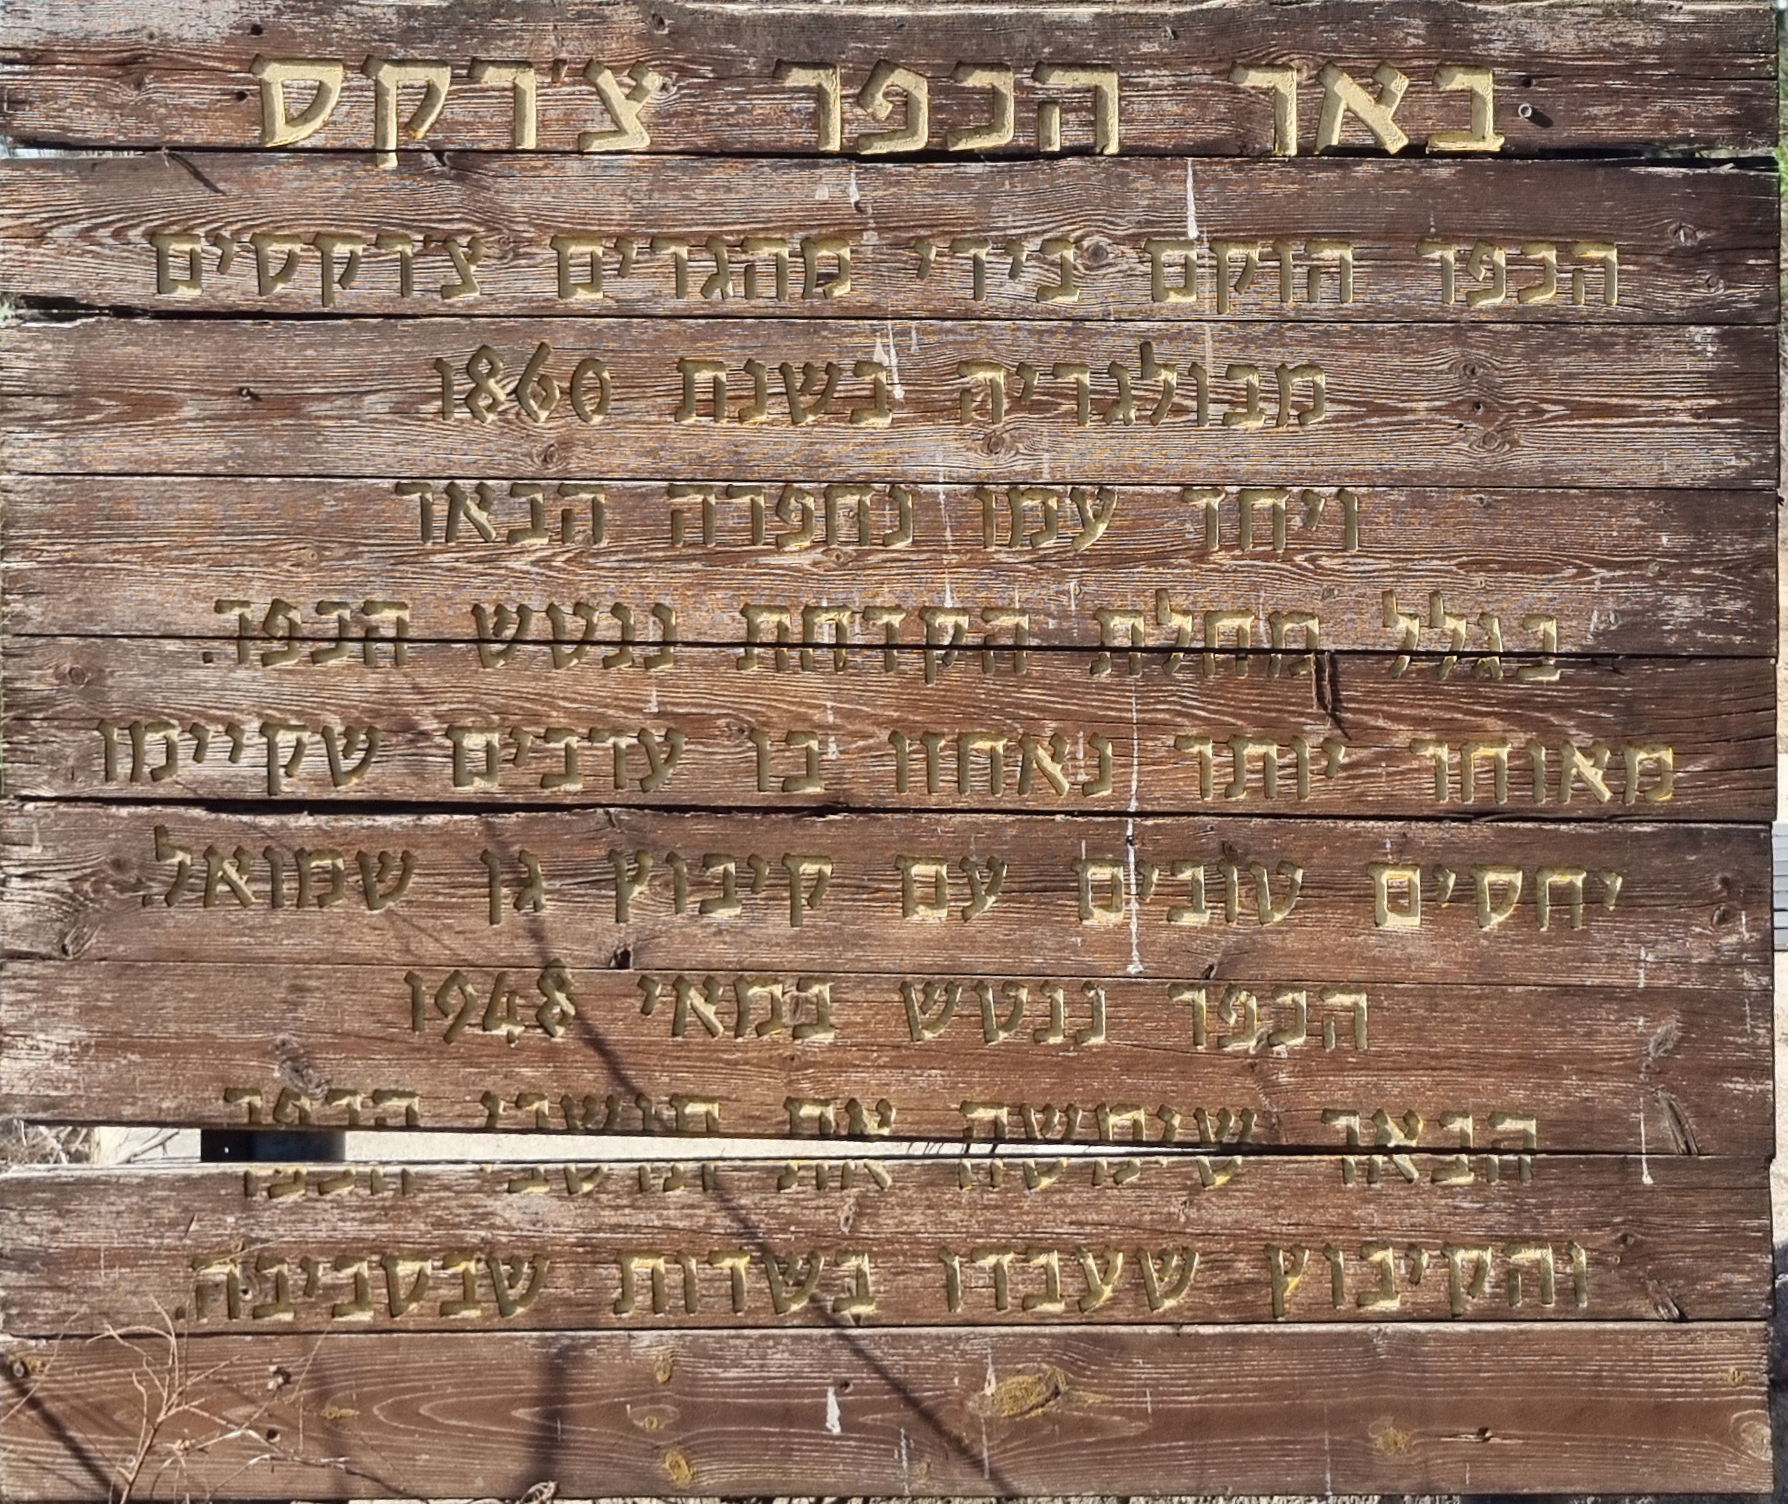 באר הכפר צ'רקס
הכפר הוקם בידי מהגרים צ'רקסים
מבולגריה בשנת 1860
ויחד עמו נחפרה הבאר
בגלל מחלת הקדחת ננטש הכפר.
מאוחר יותר נאחזו בו ערבים שקיימו
יחסים טובים עם קיבוץ גן שמואל.
הכפר ננטש במאי 1948
הבאר שימשה את תושבי הכפר
והקיבוץ שעבדו בשדות שבסביבה.